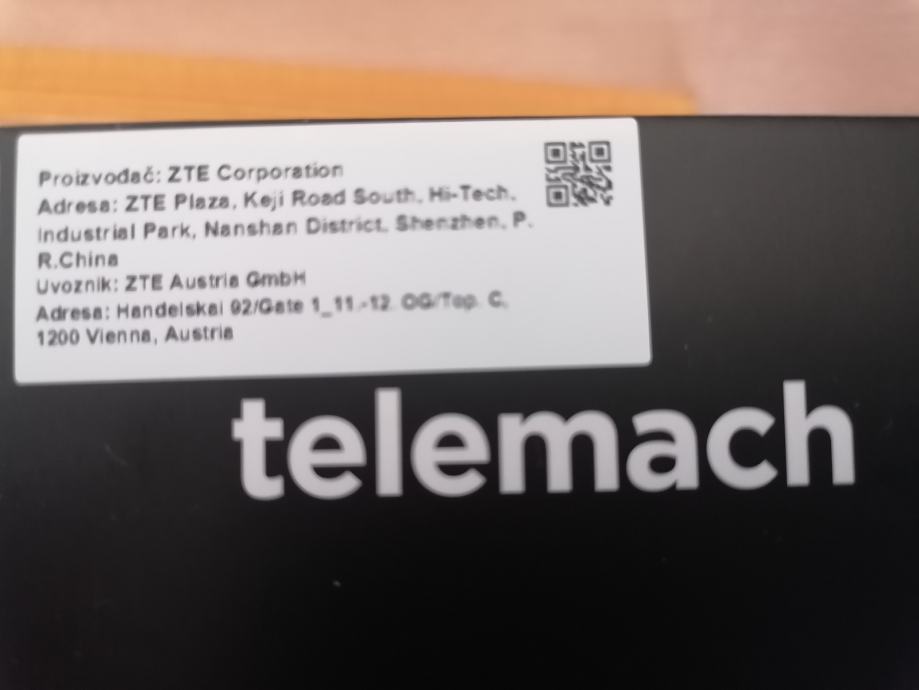 Proizvođač: ZTE Corporation
Adresa: ZTE Plaza, Keji Road South, Hi-Tech,
Industrial Park, Nanshan District, Shenzhen, P.
R.China
Uvoznik: ZTE Austria GmbH
Adresa: Handelskai 92/Gate 1_11.-12. OG/Top. C,
1200 Vienna, Austria
telemach